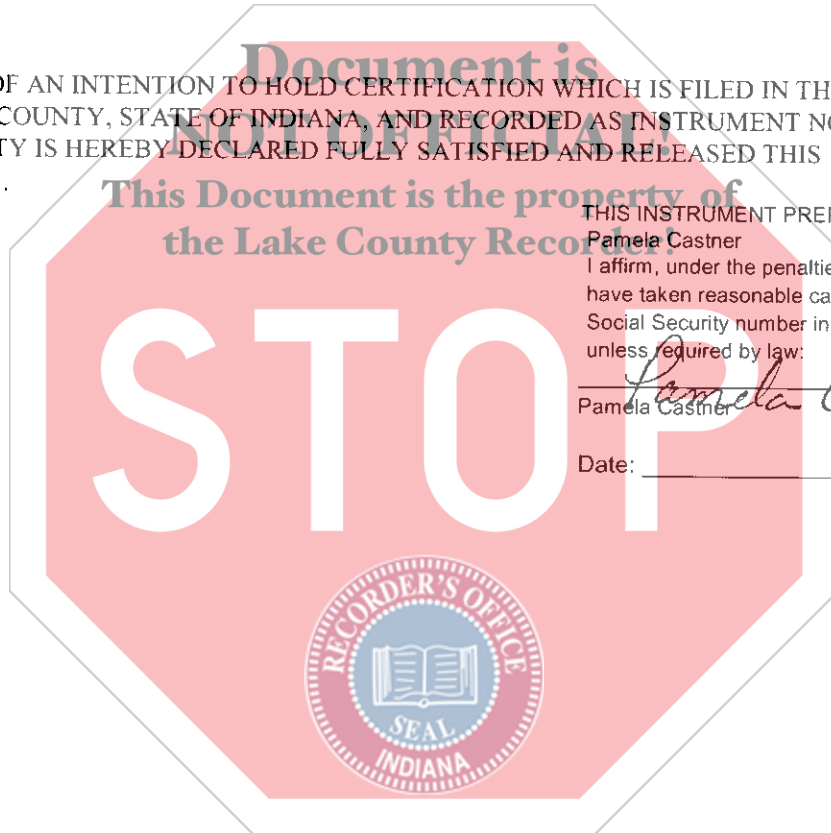 Document is
OF AN INTENTION TO HOLD CERTIFICATION WHICH IS FILED IN TH
COUNTY, STATE OF INDIANA, AND RECORDED AS INSTRUMENT NO
NOT OFFICIAL!
TY IS HEREBY DECLARED FULLY SATISFIED AND RELEASED THIS
.
This Document is the property of
the Lake County Recorder!
THIS INSTRUMENT PREP
Pamela Castner
I affirm, under the penaltie
have taken reasonable ca
Social Security number in
unless required by law:
Pamela C
Pamela Castner
Date:
STOP
RECORDER'S OFFICE
SEAL
INDIANA